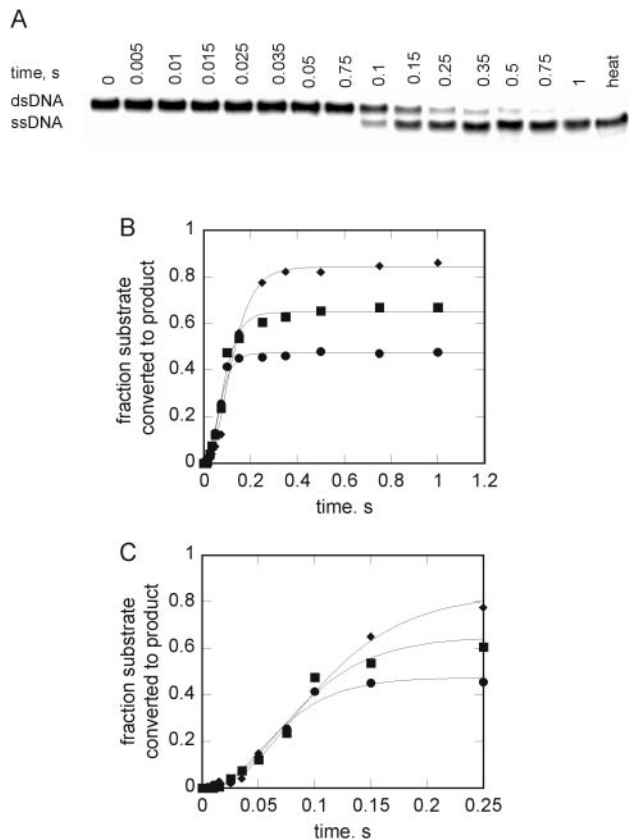 A
time, s 0 0.005 0.01 0.015 0.025 0.035 0.05 0.75 0.1 0.15 0.25 0.35 0.5 0.75 1 heat
dsDNA
ssDNA
B
fraction substrate
converted to product
1
0.8
0.6
0.4
0.2
0
0 0.2 0.4 0.6 0.8 1 1.2
time. s
C
fraction substrate
converted to product
1
0.8
0.6
0.4
0.2
0
0 0.05 0.1 0.15 0.2 0.25
time. s